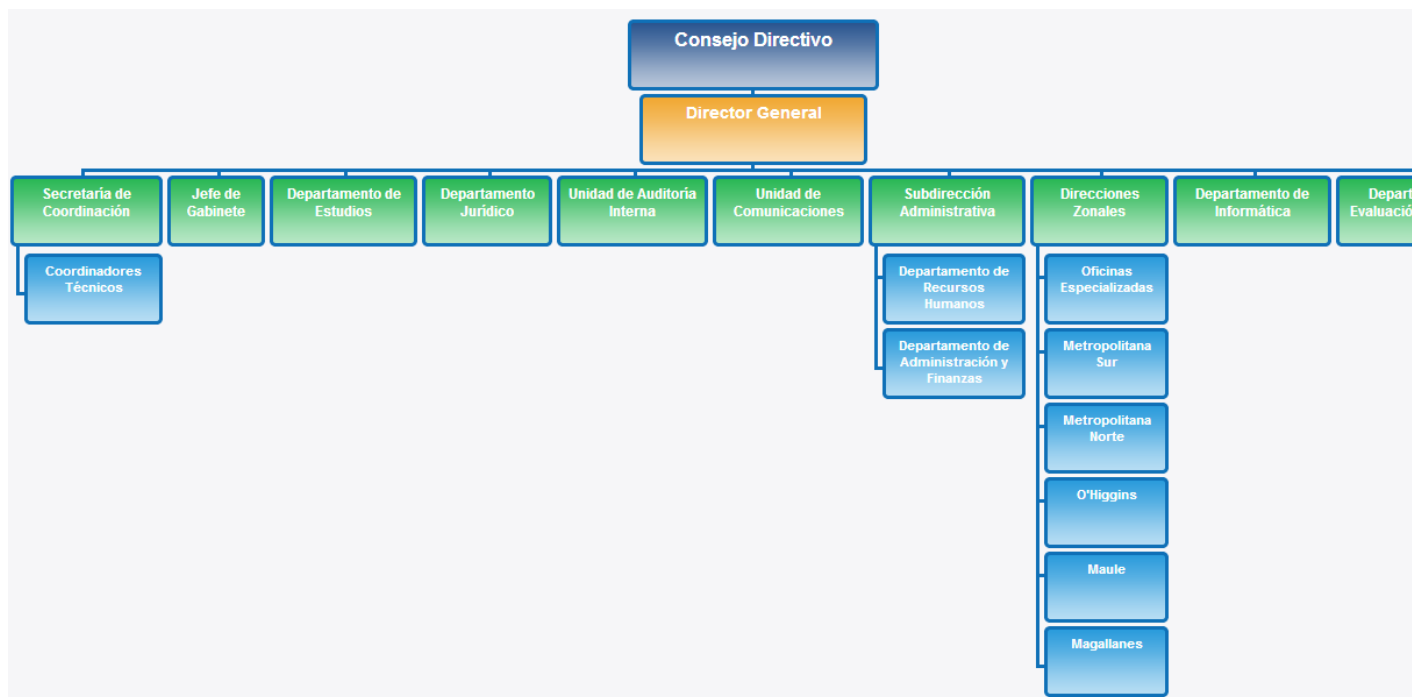 Consejo Directivo
Director General
Secretaría de
Coordinación
Jefe de
Gabinete
Departamento de
Estudios
Departamento
Jurídico
Unidad de Auditoría
Interna
Unidad de
Comunicaciones
Subdirección
Administrativa
Direcciones
Zonales
Departamento de
Informática
Depart
Evaluació
Coordinadores
Técnicos
Departamento de
Recursos
Humanos
Departamento de
Administración y
Finanzas
Oficinas
Especializadas
Metropolitana
Sur
Metropolitana
Norte
O'Higgins
Maule
Magallanes